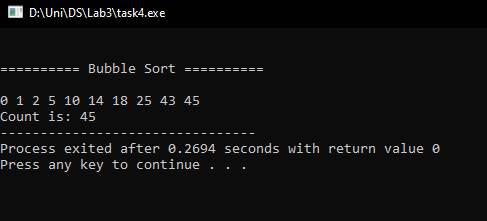 D:\Uni\DS\Lab3\task4.exe
========== Bubble Sort ==========
0 1 2 5 10 14 18 25 43 45
Count is: 45
--------------------------------
Process exited after 0.2694 seconds with return value 0
Press any key to continue . . .